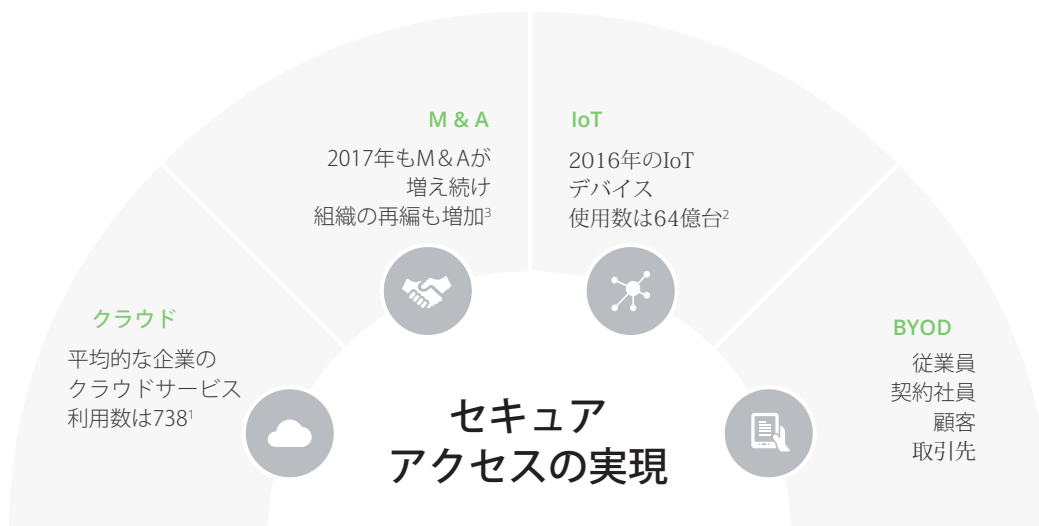 M & A
2017年もM&Aが
増え続け
組織の再編も増加³
IoT
2016年のIoT
デバイス
使用数は64億台²
クラウド
平均的な企業の
クラウドサービス
利用数は738¹
BYOD
従業員
契約社員
顧客
取引先
セキュア
アクセスの実現